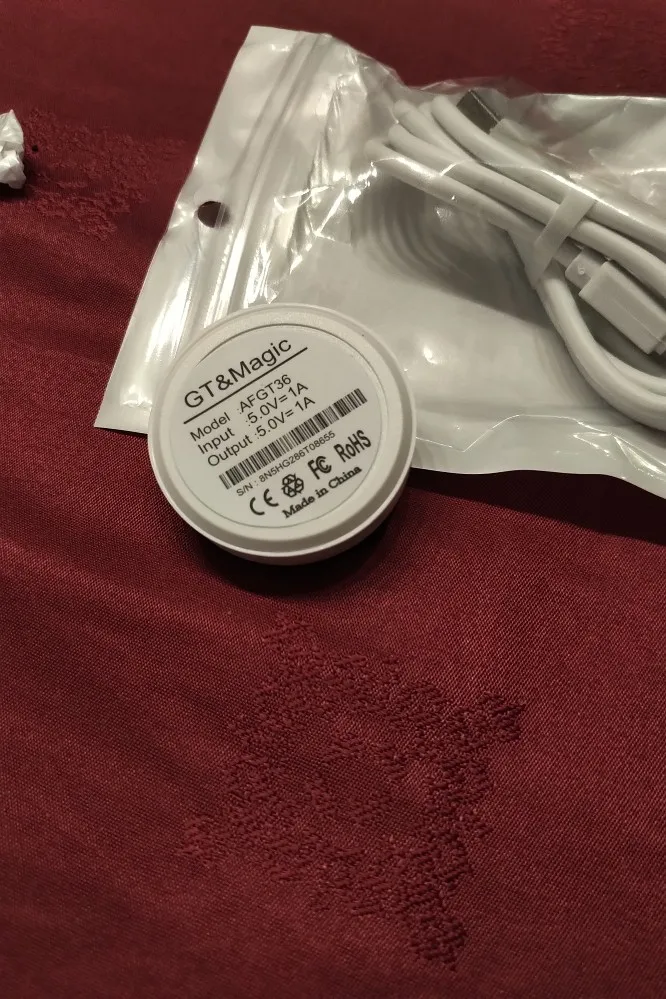 GT&Magic
Model :AFGT36
Input :5.0V=1A
Output :5.0V=1A
S/N : 8N5HG286T08655
CE FC RoHS
Made in China